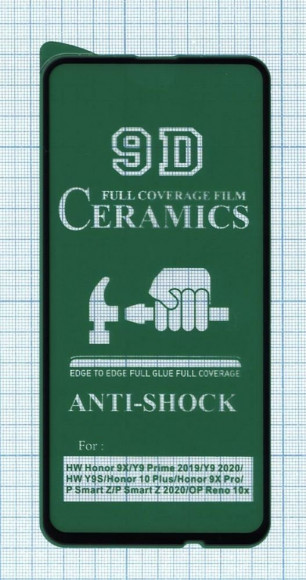 9D
FULL COVERAGE FILM
CERAMICS
EDGE TO EDGE FULL GLUE FULL COVERAGE
ANTI-SHOCK
For :
HW Honor 9X/Y9 Prime 2019/Y9 2020/
HW Y9S/Honor 10 Plus/Honor 9X Pro/
P Smart Z/P Smart Z 2020/OP Reno 10x